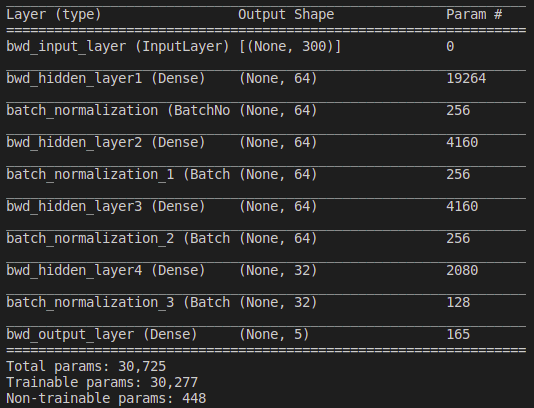 Layer (type) Output Shape Param #
bwd_input_layer (InputLayer) [(None, 300)] 0
bwd_hidden_layer1 (Dense) (None, 64) 19264
batch_normalization (BatchNo (None, 64) 256
bwd_hidden_layer2 (Dense) (None, 64) 4160
batch_normalization_1 (Batch (None, 64) 256
bwd_hidden_layer3 (Dense) (None, 64) 4160
batch_normalization_2 (Batch (None, 64) 256
bwd_hidden_layer4 (Dense) (None, 32) 2080
batch_normalization_3 (Batch (None, 32) 128
bwd_output_layer (Dense) (None, 5) 165
Total params: 30,725
Trainable params: 30,277
Non-trainable params: 448